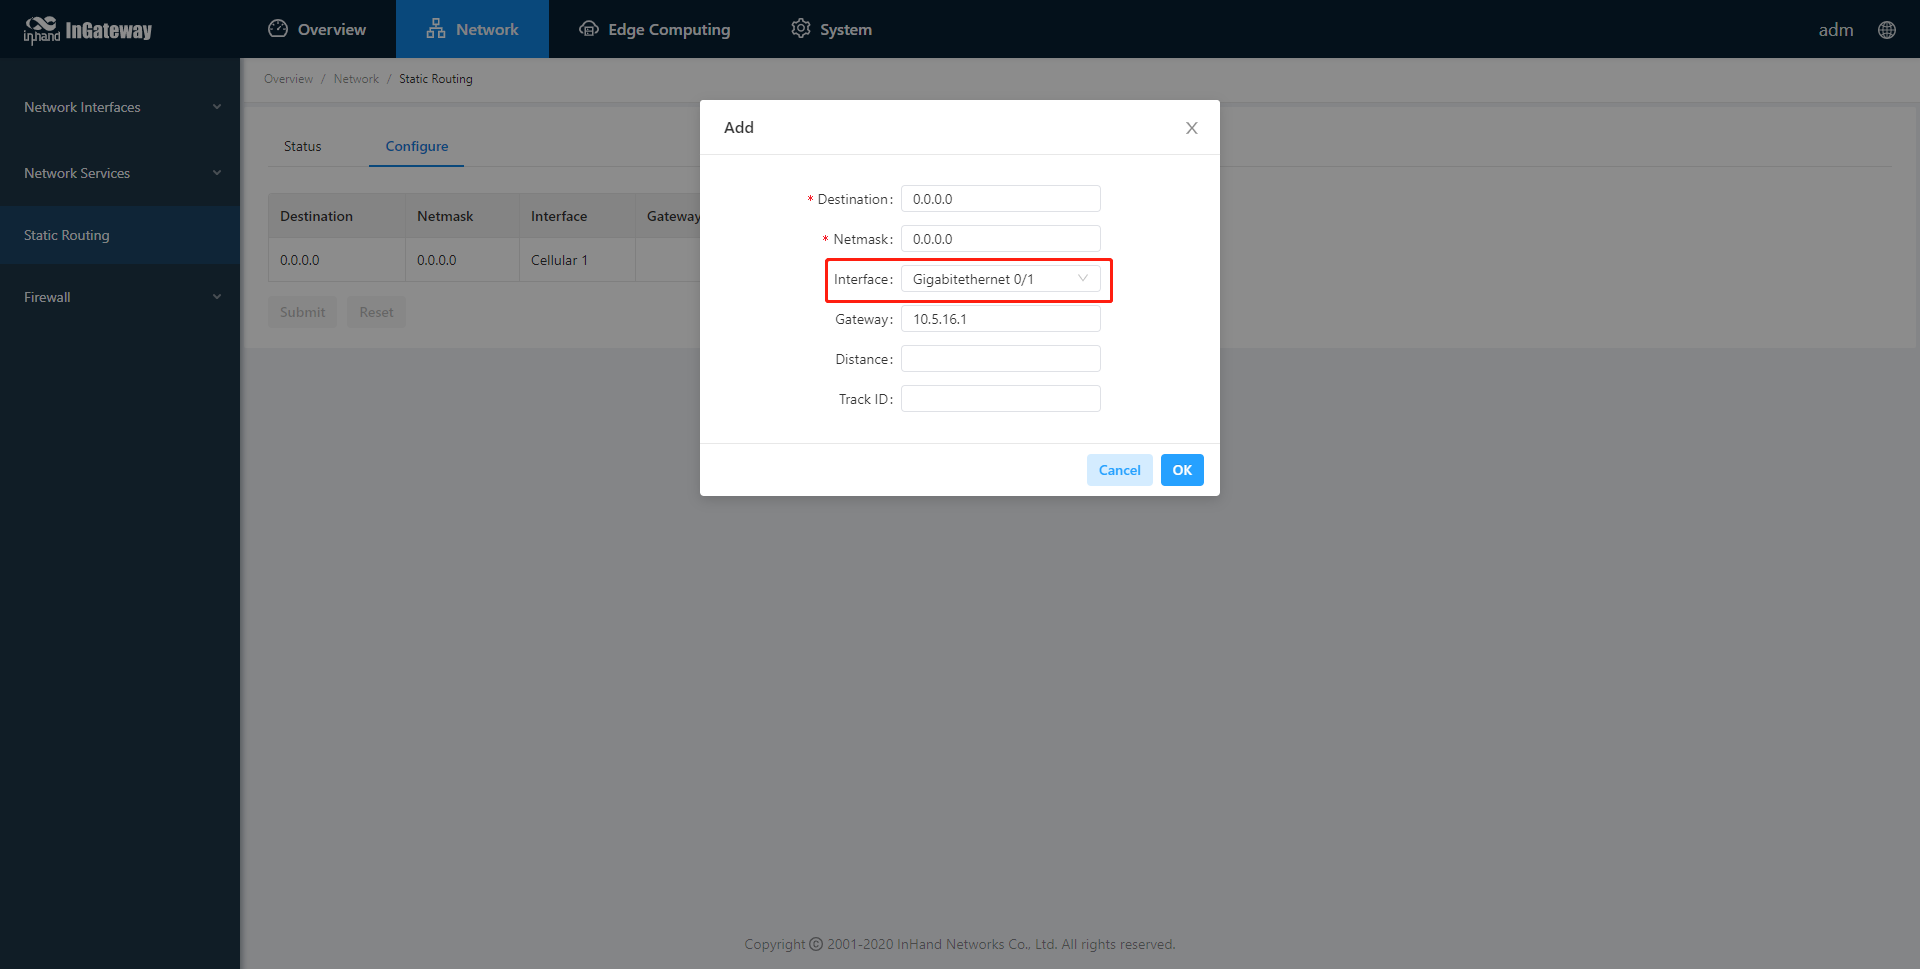 inhand InGateway
Overview
Network
Edge Computing
System
adm
Network Interfaces
Network Services
Static Routing
Firewall
Overview / Network / Static Routing
Status
Configure
Destination Netmask Interface Gateway
0.0.0.0 0.0.0.0 Cellular 1
Submit Reset
Add
* Destination: 0.0.0.0
* Netmask: 0.0.0.0
Interface: Gigabitethernet 0/1
Gateway: 10.5.16.1
Distance:
Track ID:
Cancel OK
Copyright © 2001-2020 InHand Networks Co., Ltd. All rights reserved.